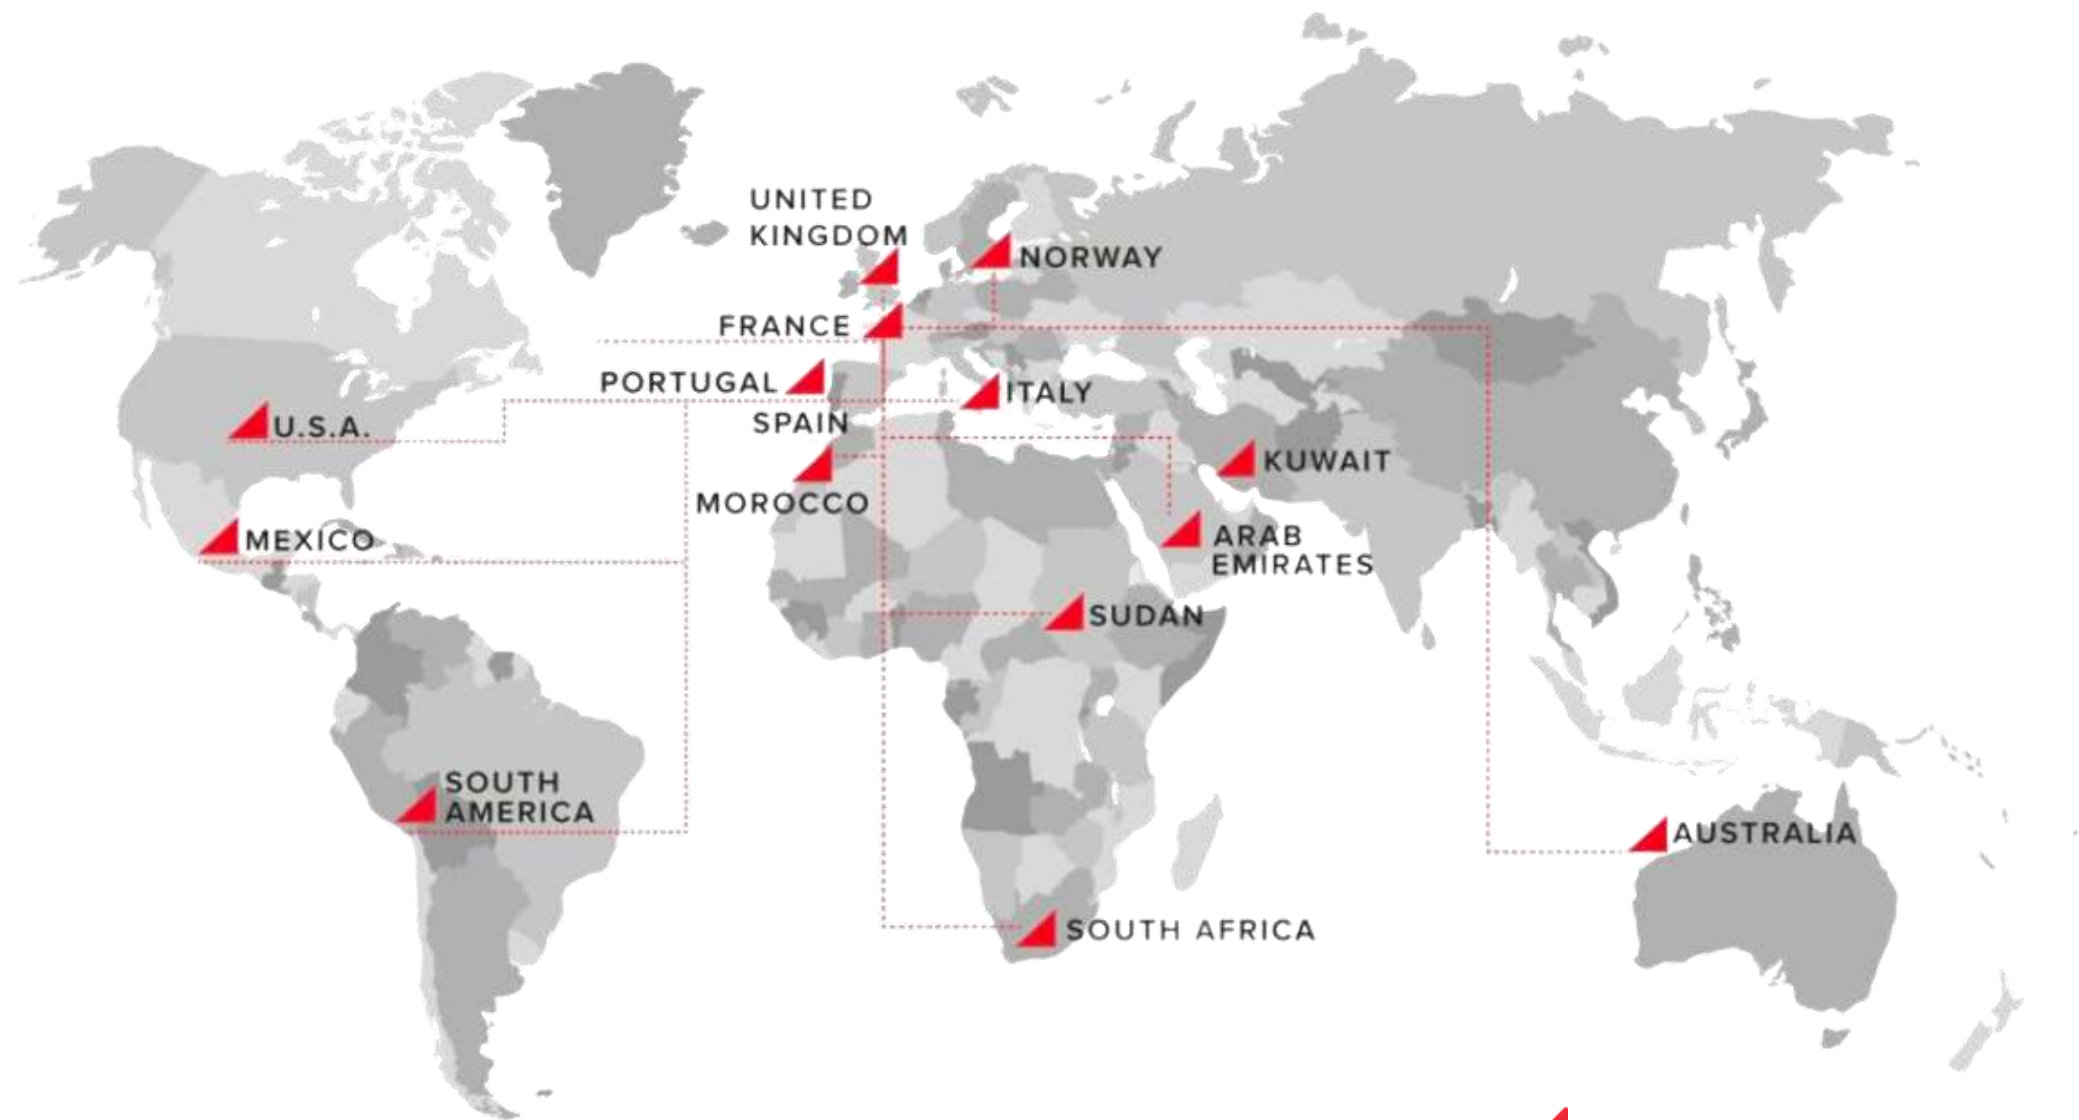 UNITED
KINGDOM
NORWAY
FRANCE
PORTUGAL
ITALY
SPAIN
U.S.A.
KUWAIT
MOROCCO
MEXICO
ARAB
EMIRATES
SUDAN
SOUTH
AMERICA
AUSTRALIA
SOUTH AFRICA